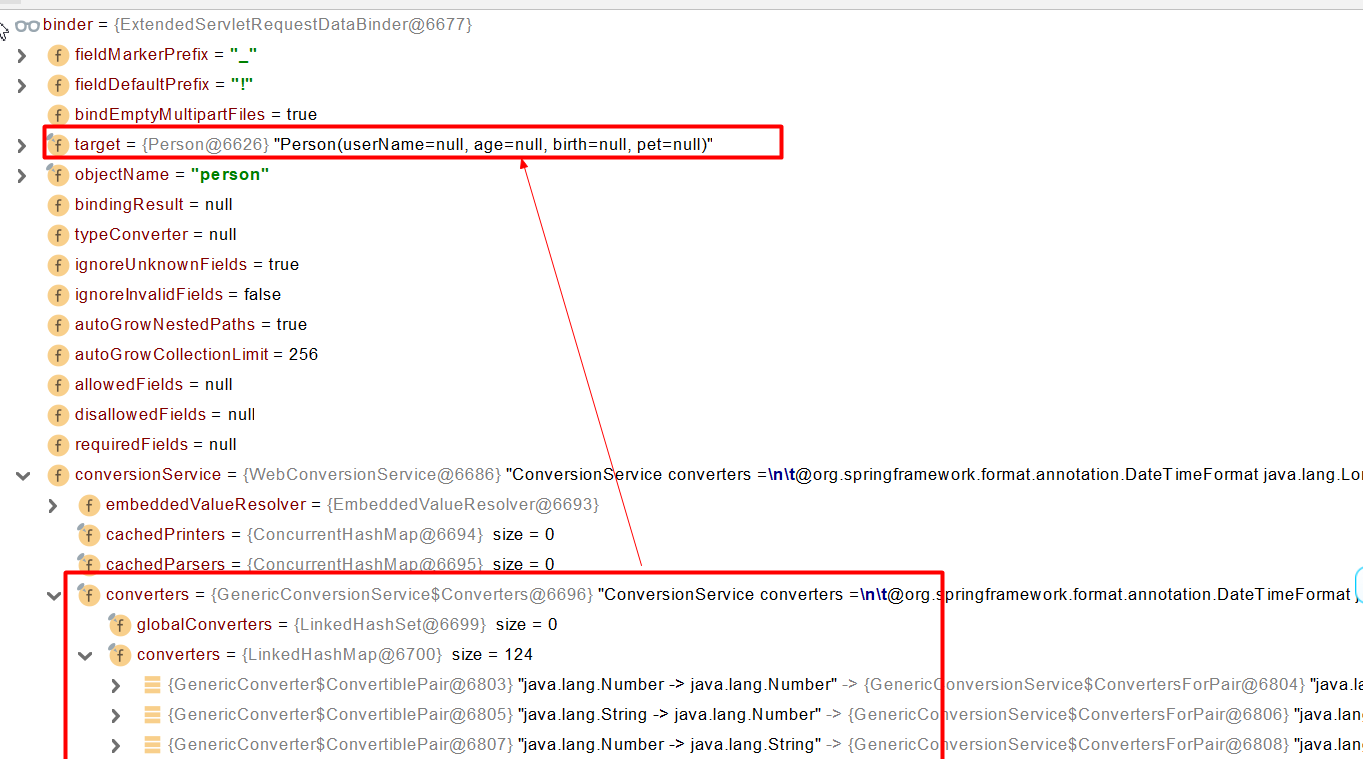 binder = {ExtendedServletRequestDataBinder@6677}
f fieldMarkerPrefix = "_"
f fieldDefaultPrefix = "!"
f bindEmptyMultipartFiles = true
f target = {Person@6626} "Person(userName=null, age=null, birth=null, pet=null)"
f objectName = "person"
f bindingResult = null
f typeConverter = null
f ignoreUnknownFields = true
f ignoreInvalidFields = false
f autoGrowNestedPaths = true
f autoGrowCollectionLimit = 256
f allowedFields = null
f disallowedFields = null
f requiredFields = null
f conversionService = {WebConversionService@6686} "ConversionService converters =\n\t@org.springframework.format.annotation.DateTimeFormat java.lang.Lon
f embeddedValueResolver = {EmbeddedValueResolver@6693}
f cachedPrinters = {ConcurrentHashMap@6694} size = 0
f cachedParsers = {ConcurrentHashMap@6695} size = 0
f converters = {GenericConversionService$Converters@6696} "ConversionService converters =\n\t@org.springframework.format.annotation.DateTimeFormat j
f globalConverters = {LinkedHashSet@6699} size = 0
f converters = {LinkedHashMap@6700} size = 124
{GenericConverter$ConvertiblePair@6803} "java.lang.Number -> java.lang.Number" -> {GenericConversionService$ConvertersForPair@6804} "java.la
{GenericConverter$ConvertiblePair@6805} "java.lang.String -> java.lang.Number" -> {GenericConversionService$ConvertersForPair@6806} "java.lang
{GenericConverter$ConvertiblePair@6807} "java.lang.Number -> java.lang.String" -> {GenericConversionService$ConvertersForPair@6808} "java.lang